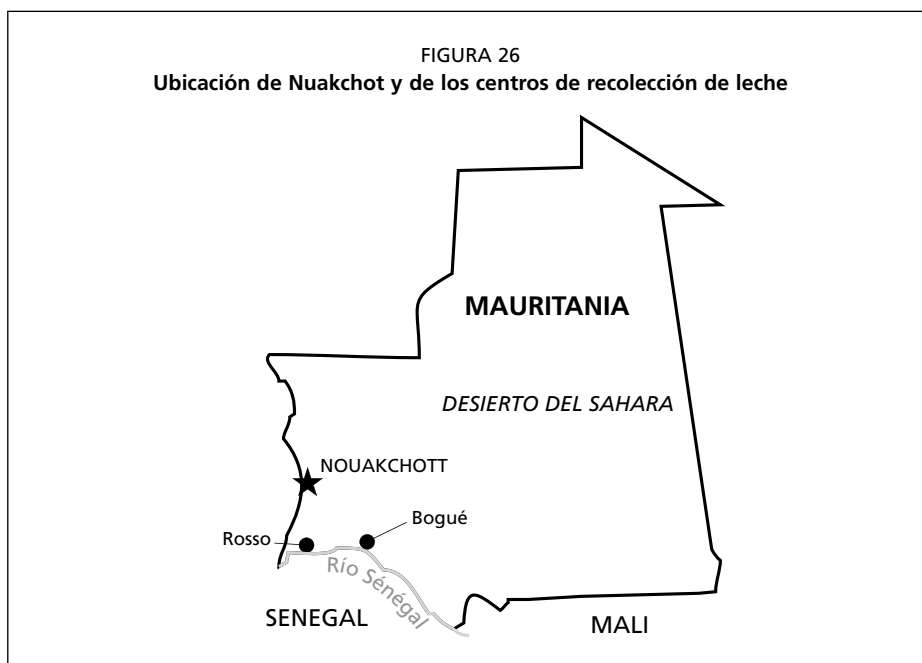 FIGURA 26
Ubicación de Nuakchot y de los centros de recolección de leche
MAURITANIA
DESIERTO DEL SAHARA
NOUAKCHOTT
Bogué
Rosso
Río Sénégal
SENEGAL
MALI